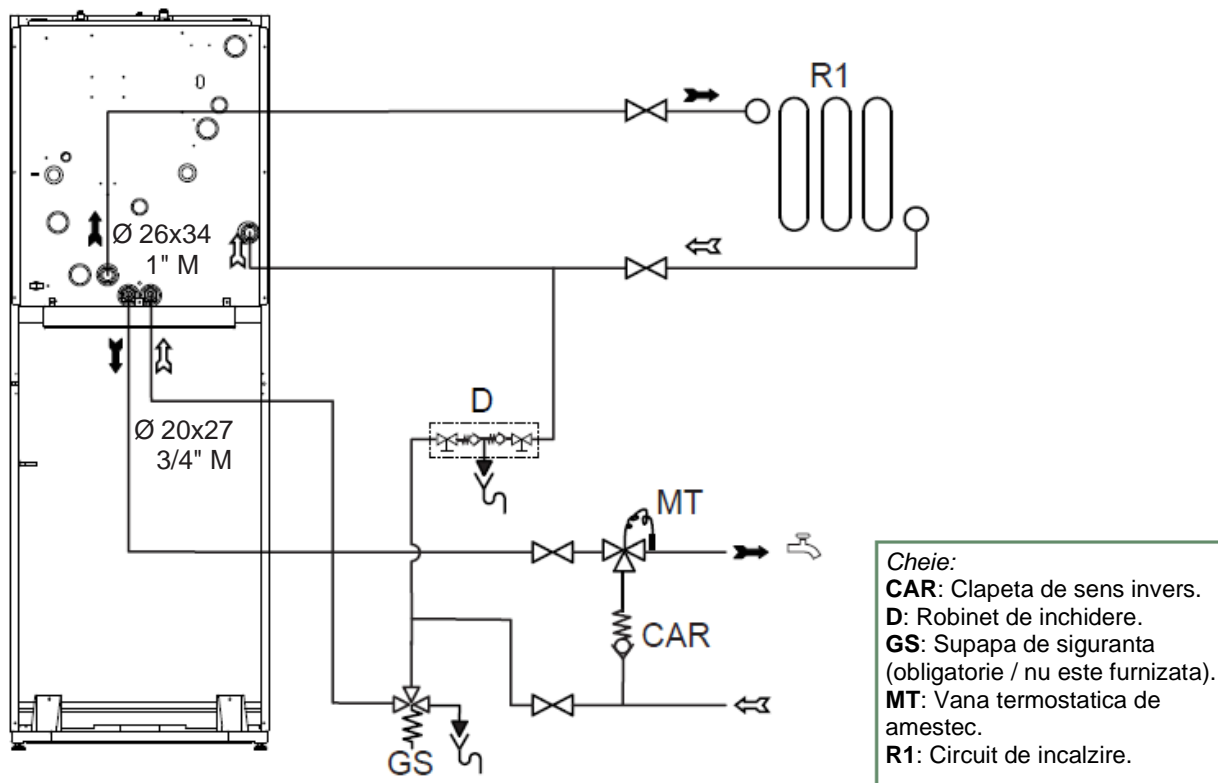 R1
Ø 26x34
1" M
D
Ø 20x27
3/4" M
MT
CAR
GS
Cheie:
CAR: Clapeta de sens invers.
D: Robinet de inchidere.
GS: Supapa de siguranta
(obligatorie / nu este furnizata).
MT: Vana termostatica de
amestec.
R1: Circuit de incalzire.